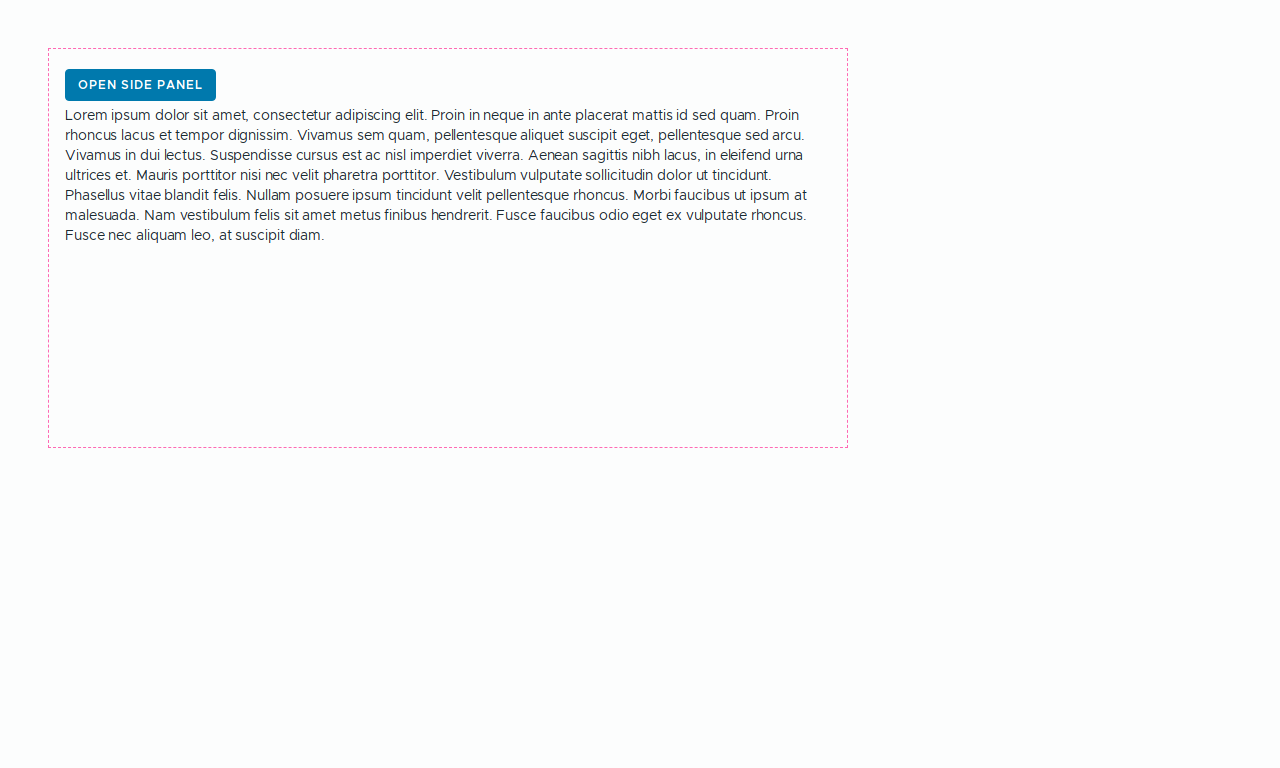 OPEN SIDE PANEL
Lorem ipsum dolor sit amet, consectetur adipiscing elit. Proin in neque in ante placerat mattis id sed quam. Proin
rhoncus lacus et tempor dignissim. Vivamus sem quam, pellentesque aliquet suscipit eget, pellentesque sed arcu.
Vivamus in dui lectus. Suspendisse cursus est ac nisl imperdiet viverra. Aenean sagittis nibh lacus, in eleifend urna
ultrices et. Mauris porttitor nisi nec velit pharetra porttitor. Vestibulum vulputate sollicitudin dolor ut tincidunt.
Phasellus vitae blandit felis. Nullam posuere ipsum tincidunt velit pellentesque rhoncus. Morbi faucibus ut ipsum at
malesuada. Nam vestibulum felis sit amet metus finibus hendrerit. Fusce faucibus odio eget ex vulputate rhoncus.
Fusce nec aliquam leo, at suscipit diam.